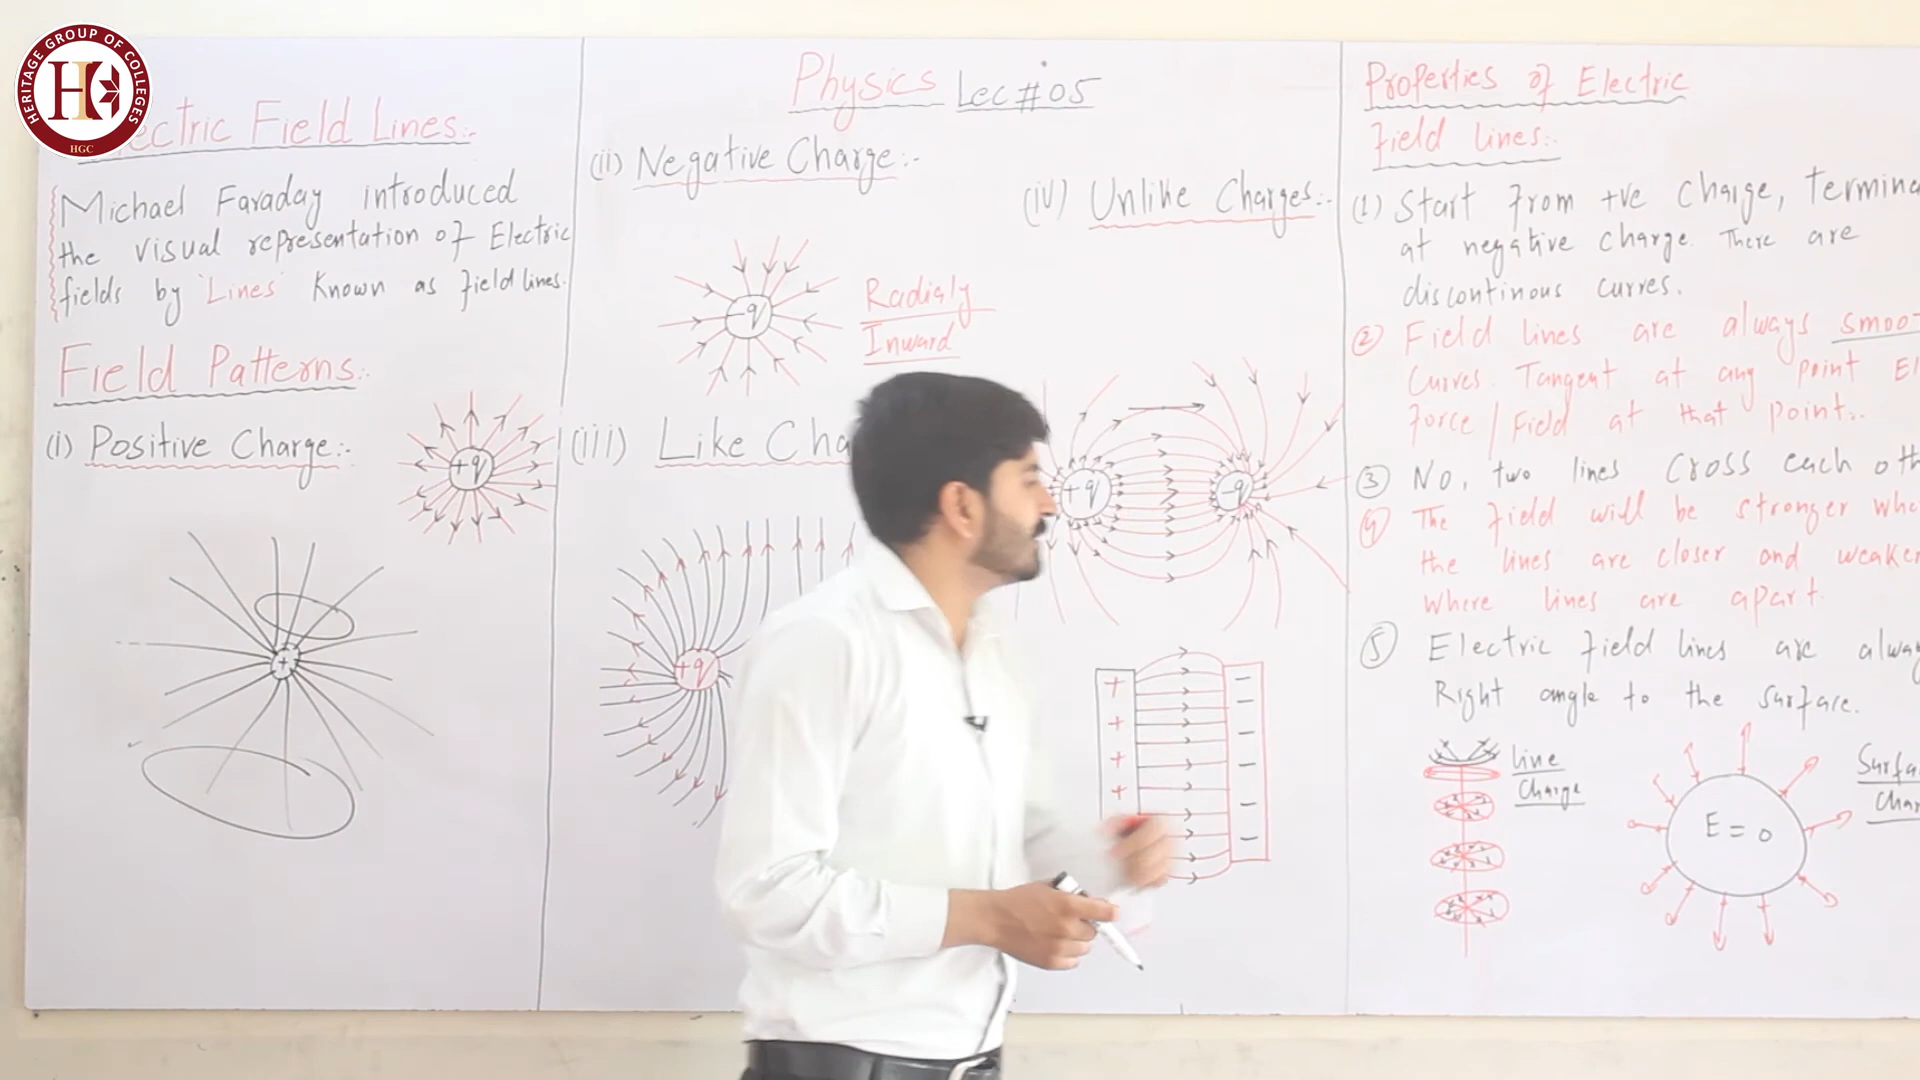 HERITAGE GROUP OF COLLEGES
HGC
Physics Lec #05
ectric Field Lines:-
Michael Faraday introduced
the visual representation of Electric
fields by 'Lines' Known as field lines.
Field Patterns:-
(i) Positive Charge:-
+q
+
(ii) Negative Charge:-
-q
Radialy
Inward
(iii) Like Cha
+q
(iv) Unlike Charges:-
+q
-q
+
+
+
+
-
-
-
-
-
-
Properties of Electric
field lines:-
(1) Start from +ve Charge, termina
at negative charge. There are
discontinous curves.
② Field lines are always smoo
Curves. Tangent at any point El
force / Field at that point:-
③ No, two lines Cross each oth
④ The field will be stronger whe
the lines are closer and weaker
where lines are apart.
⑤ Electric field lines are alway
Right angle to the surface.
line
Charge
E = 0
Surfa
Char